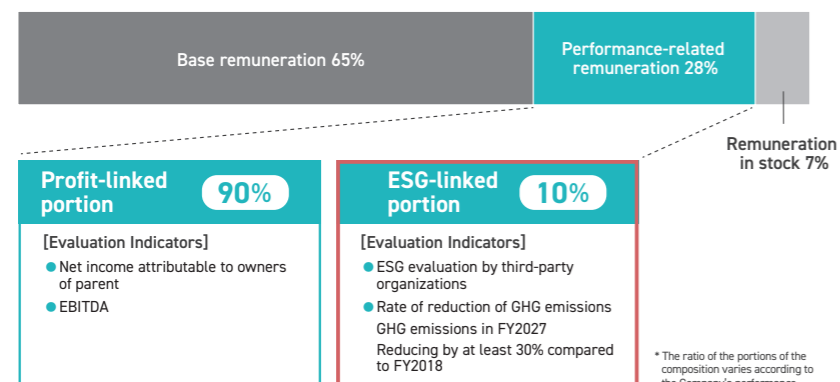 Base remuneration 65%
Performance-related
remuneration 28%
Remuneration
in stock 7%
Profit-linked
portion
90%
[Evaluation Indicators]
● Net income attributable to owners
of parent
● EBITDA
ESG-linked
portion
10%
[Evaluation Indicators]
● ESG evaluation by third-party
organizations
● Rate of reduction of GHG emissions
GHG emissions in FY2027
Reducing by at least 30% compared
to FY2018
* The ratio of the portions of the
composition varies according to
the Company's performance